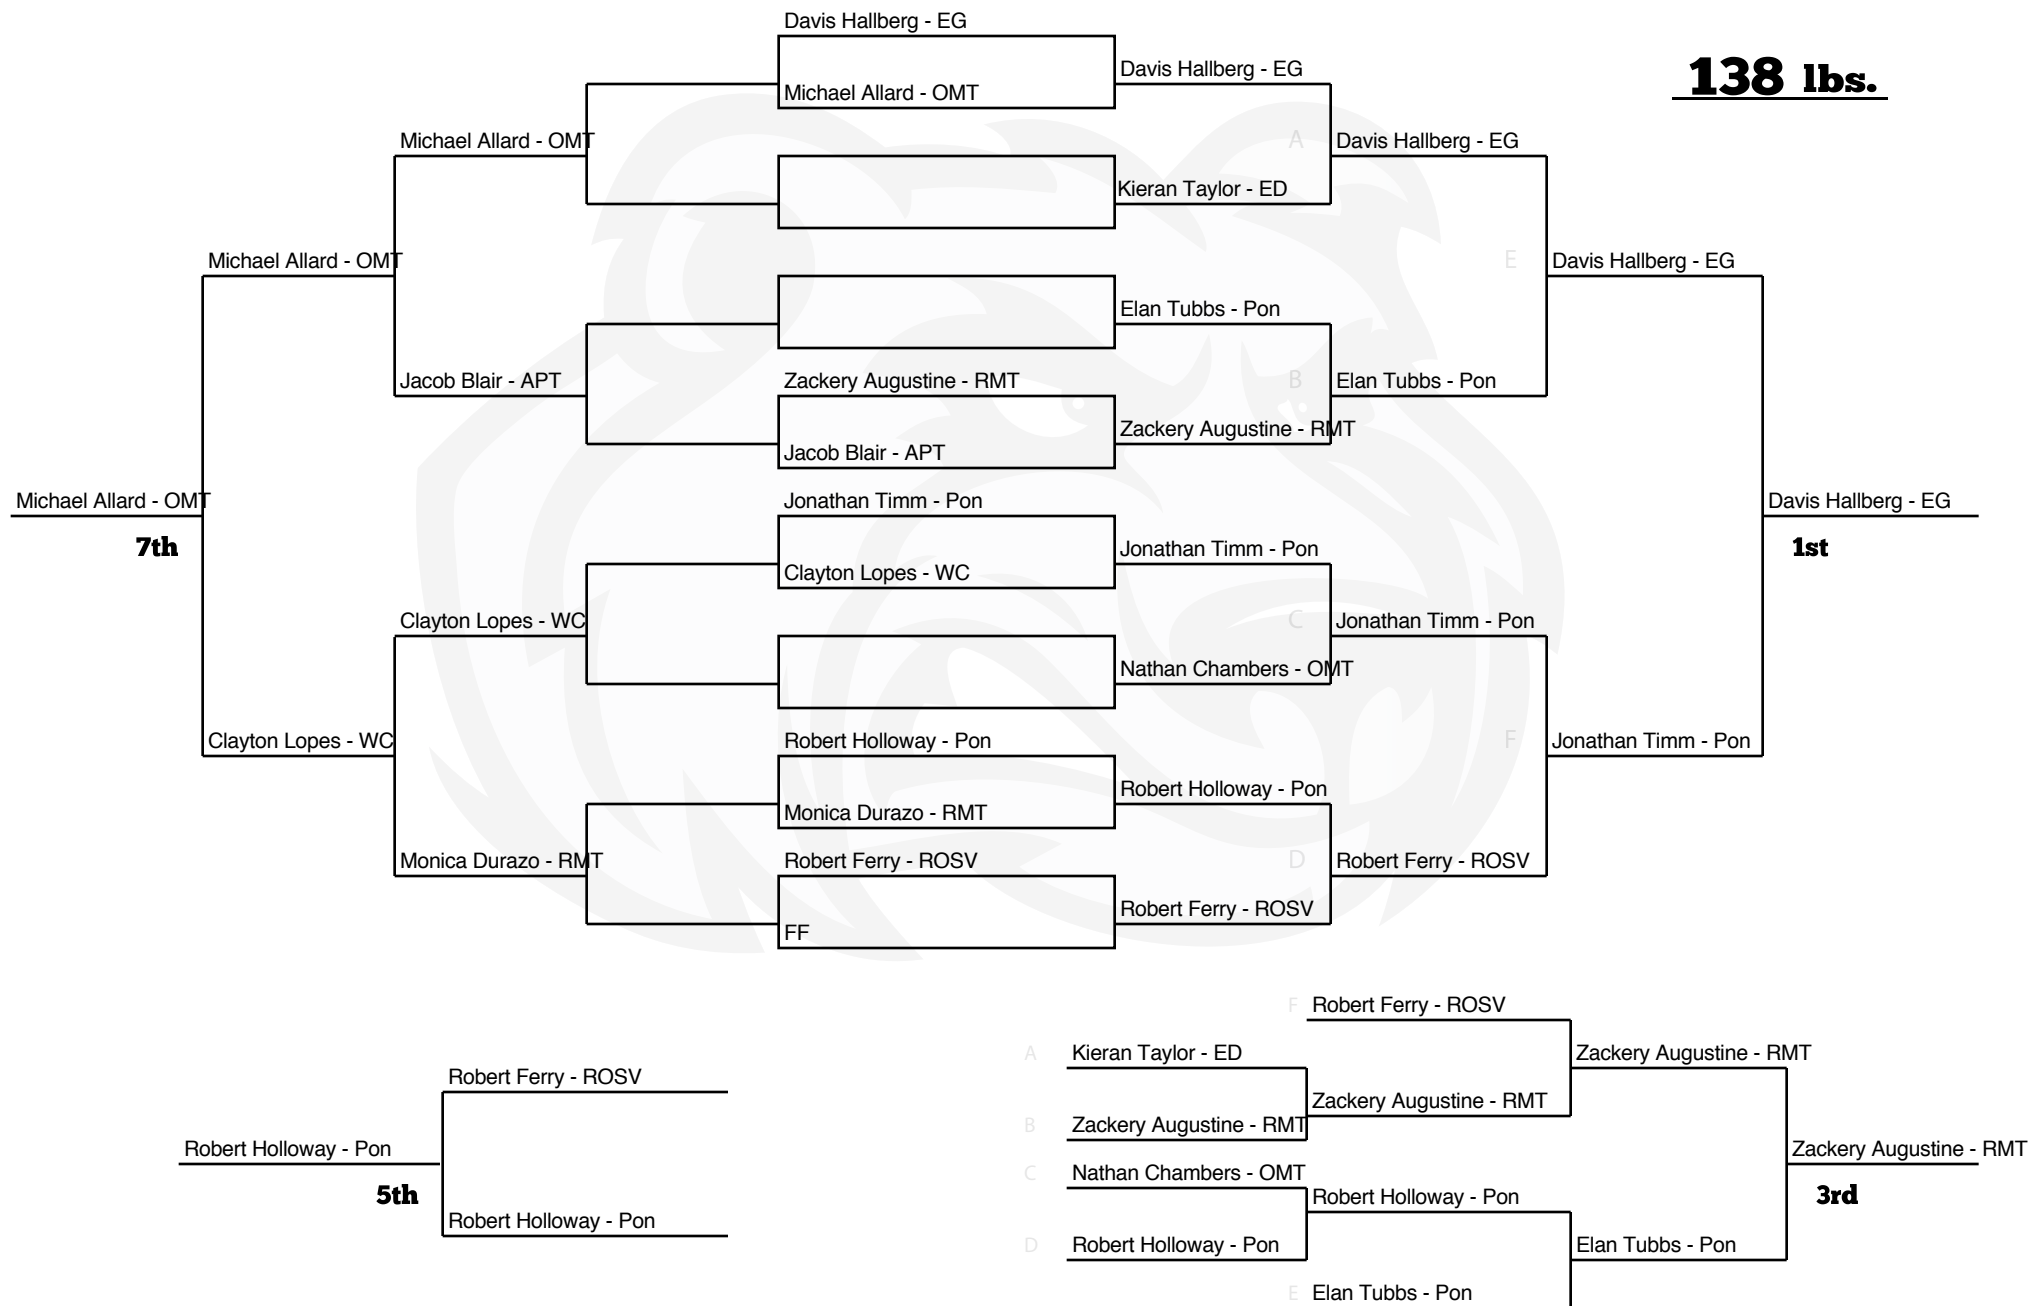 Davis Hallberg - EG
138 lbs.
Davis Hallberg - EG
Michael Allard - OMT
Michael Allard - OMT
A
Davis Hallberg - EG
Kieran Taylor - ED
Michael Allard - OMT
E
Davis Hallberg - EG
Elan Tubbs - Pon
Jacob Blair - APT
Zackery Augustine - RMT
B
Elan Tubbs - Pon
Zackery Augustine - RMT
Jacob Blair - APT
Michael Allard - OMT
Jonathan Timm - Pon
Davis Hallberg - EG
7th
Jonathan Timm - Pon
1st
Clayton Lopes - WC
Clayton Lopes - WC
C
Jonathan Timm - Pon
Nathan Chambers - OMT
Clayton Lopes - WC
Robert Holloway - Pon
F
Jonathan Timm - Pon
Robert Holloway - Pon
Monica Durazo - RMT
Monica Durazo - RMT
Robert Ferry - ROSV
D
Robert Ferry - ROSV
Robert Ferry - ROSV
FF
F
Robert Ferry - ROSV
A
Kieran Taylor - ED
Zackery Augustine - RMT
Robert Ferry - ROSV
Zackery Augustine - RMT
B
Zackery Augustine - RMT
Robert Holloway - Pon
Zackery Augustine - RMT
C
Nathan Chambers - OMT
5th
Robert Holloway - Pon
3rd
Robert Holloway - Pon
D
Robert Holloway - Pon
Elan Tubbs - Pon
E
Elan Tubbs - Pon